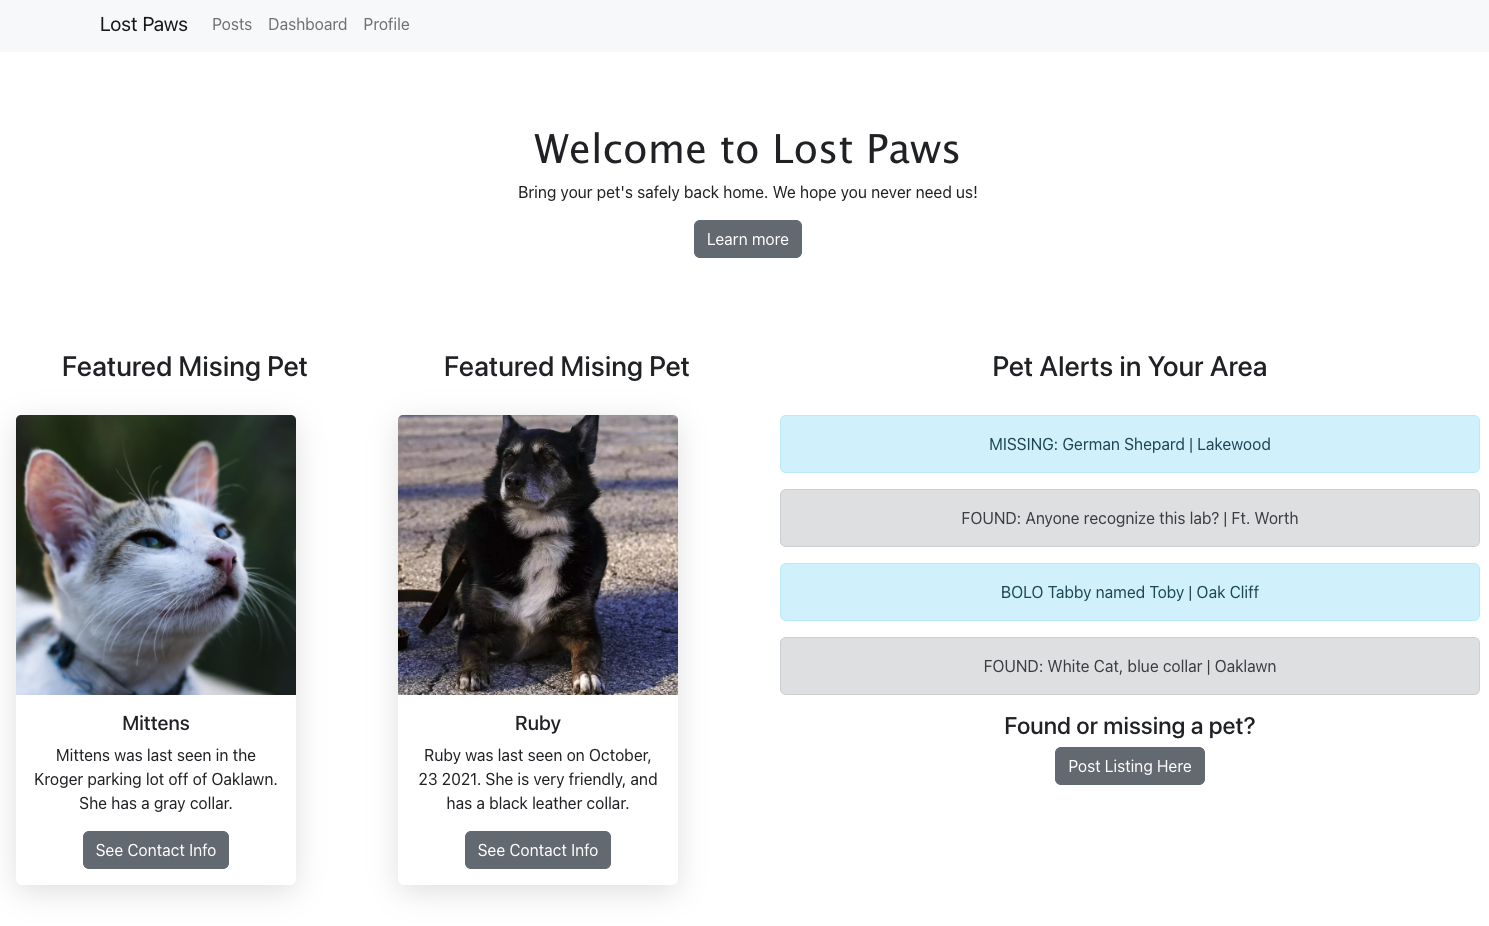 Lost Paws Posts Dashboard Profile
Welcome to Lost Paws
Bring your pet's safely back home. We hope you never need us!
Learn more
Featured Mising Pet
Mittens
Mittens was last seen in the
Kroger parking lot off of Oaklawn.
She has a gray collar.
See Contact Info
Featured Mising Pet
Ruby
Ruby was last seen on October,
23 2021. She is very friendly, and
has a black leather collar.
See Contact Info
Pet Alerts in Your Area
MISSING: German Shepard | Lakewood
FOUND: Anyone recognize this lab? | Ft. Worth
BOLO Tabby named Toby | Oak Cliff
FOUND: White Cat, blue collar | Oaklawn
Found or missing a pet?
Post Listing Here